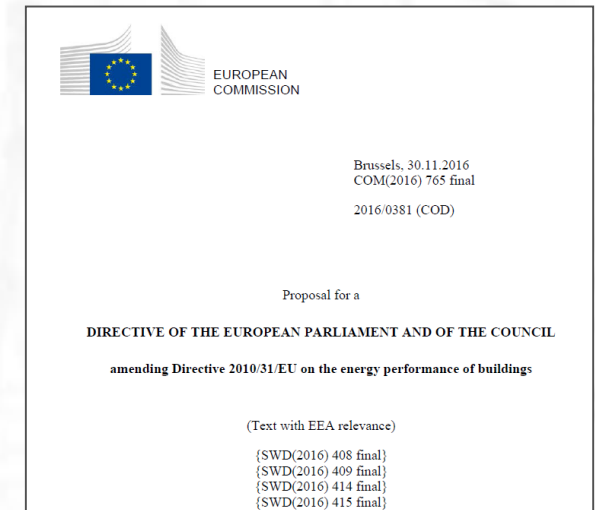 EUROPEAN
COMMISSION
Brussels, 30.11.2016
COM(2016) 765 final
2016/0381 (COD)
Proposal for a
DIRECTIVE OF THE EUROPEAN PARLIAMENT AND OF THE COUNCIL
amending Directive 2010/31/EU on the energy performance of buildings
(Text with EEA relevance)
{SWD(2016) 408 final}
{SWD(2016) 409 final}
{SWD(2016) 414 final}
{SWD(2016) 415 final}